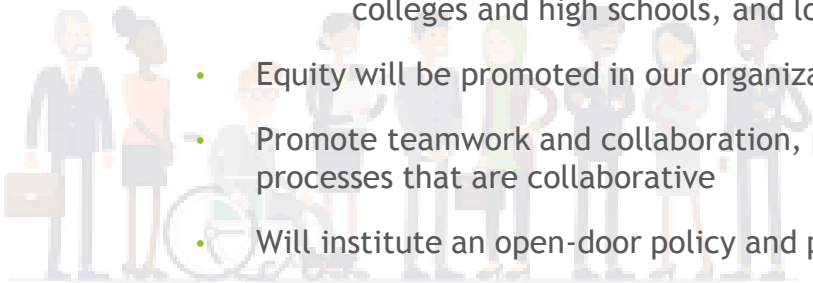 colleges and high schools, and lo
• Equity will be promoted in our organiza
• Promote teamwork and collaboration,
processes that are collaborative
• Will institute an open-door policy and